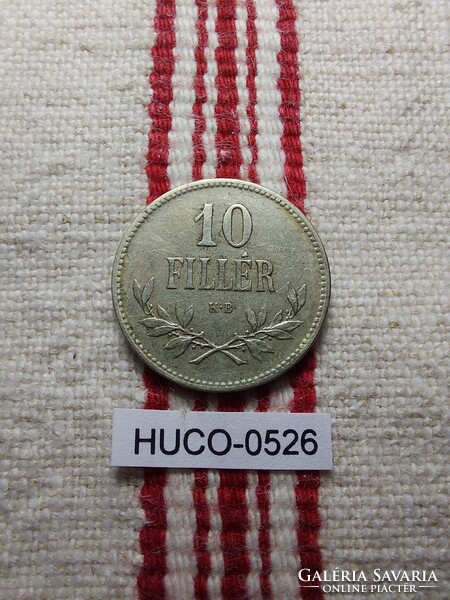 10
FILLÉR
K·B·
HUCO-0526
GALÉRIA SAVARIA
ONLINE PIACTÉR